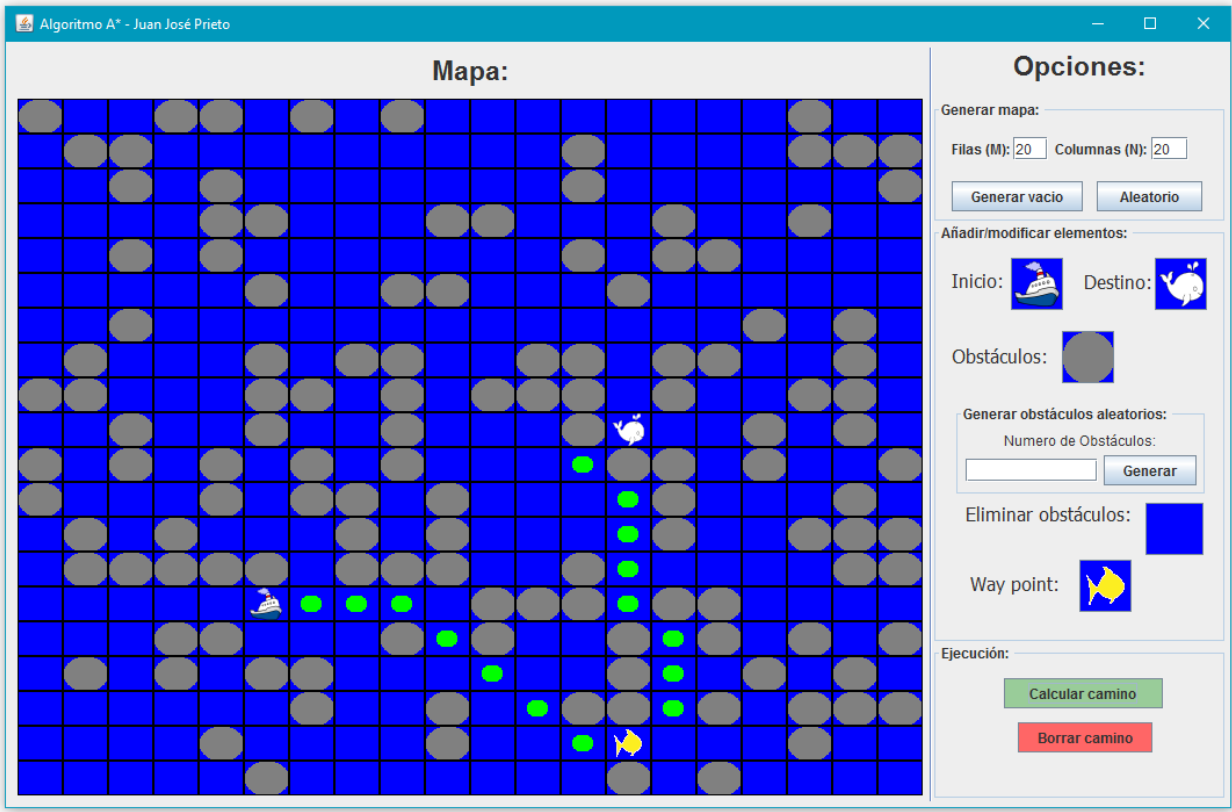 Algoritmo A* - Juan José Prieto
Mapa:
Opciones:
Generar mapa:
Filas (M): 20 Columnas (N): 20
Generar vacio Aleatorio
Añadir/modificar elementos:
Inicio: Destino:
Obstáculos:
Generar obstáculos aleatorios:
Numero de Obstáculos:
Generar
Eliminar obstáculos:
Way point:
Ejecución:
Calcular camino
Borrar camino